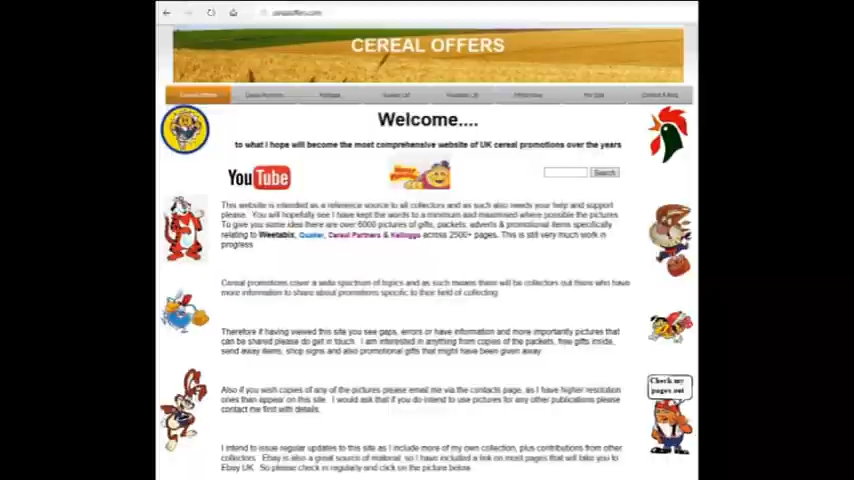 CEREAL OFFERS
Welcome....
to what I hope will become the most comprehensive website of UK cereal promotions over the years
YouTube
Search
This website is intended as a reference source to all collectors and as such also needs your help and support
please. You will hopefully see I have kept the words to a minimum and maximised where possible the pictures.
To give you some idea there are over 6000 pictures of gifts, packets, adverts & promotional items specifically
relating to Weetabix, Quaker, Cereal Partners & Kelloggs across 2500+ pages. This is still very much work in
progress
Cereal promotions cover a wide spectrum of topics and as such means there will be collectors out there who have
more information to share about promotions specific to their field of collecting.
Therefore if having viewed this site you see gaps, errors or have information and more importantly pictures that
can be shared please do get in touch. I am interested in anything from copies of the packets, free gifts inside,
send away items, shop signs and also promotional gifts that might have been given away
Also if you wish copies of any of the pictures please email me via the contacts page, as I have higher resolution
ones than appear on this site. I would ask that if you do intend to use pictures for any other publications please
contact me first with details.
Check my
pages out
I intend to issue regular updates to this site as I include more of my own collection, plus contributions from other
collectors. Ebay is also a great source of material, so I have included a link on most pages that will take you to
Ebay UK. So please check in regularly and click on the picture below